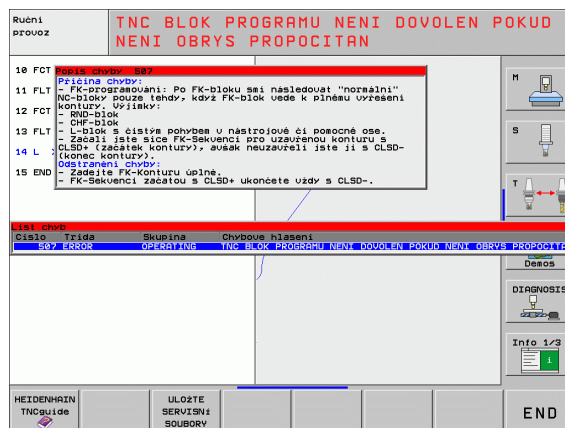 Ručni
provoz
TNC BLOK PROGRAMU NENI DOVOLEN POKUD
NENI OBRYS PROPOCITAN
10 FCT
11 FLT
12 FCT
13 FLT
14 L
15 END
Popis chyby 507
Příčina chyby:
- FK-programování: Po FK-bloku smí následovat "normální"
NC-bloky pouze tehdy, když FK-blok vede k plnému vyřešení
kontury. Výjimky:
- RND-blok
- CHF-blok
- L-blok s čistým pohybem v nástrojové či pomocné ose.
- Začali jste sice FK-Sekvenci pro uzavřenou konturu s
CLSD+ (začátek kontury), avšak neuzavřeli jste ji s CLSD-
(konec kontury).
Odstranění chyby:
- Zadejte FK-Konturu úplně.
- FK-Sekvenci začatou s CLSD+ ukončete vždy s CLSD-.
List chyb
Cislo Trida Skupina Chybove hlaseni
507 ERROR OPERATING TNC BLOK PROGRAMU NENI DOVOLEN POKUD NENI OBRYS PROPOCITA
M
S
T
Demos
DIAGNOSIS
Info 1/3
HEIDENHAIN
TNCguide
ULOžTE
SERVISNí
SOUBORY
END